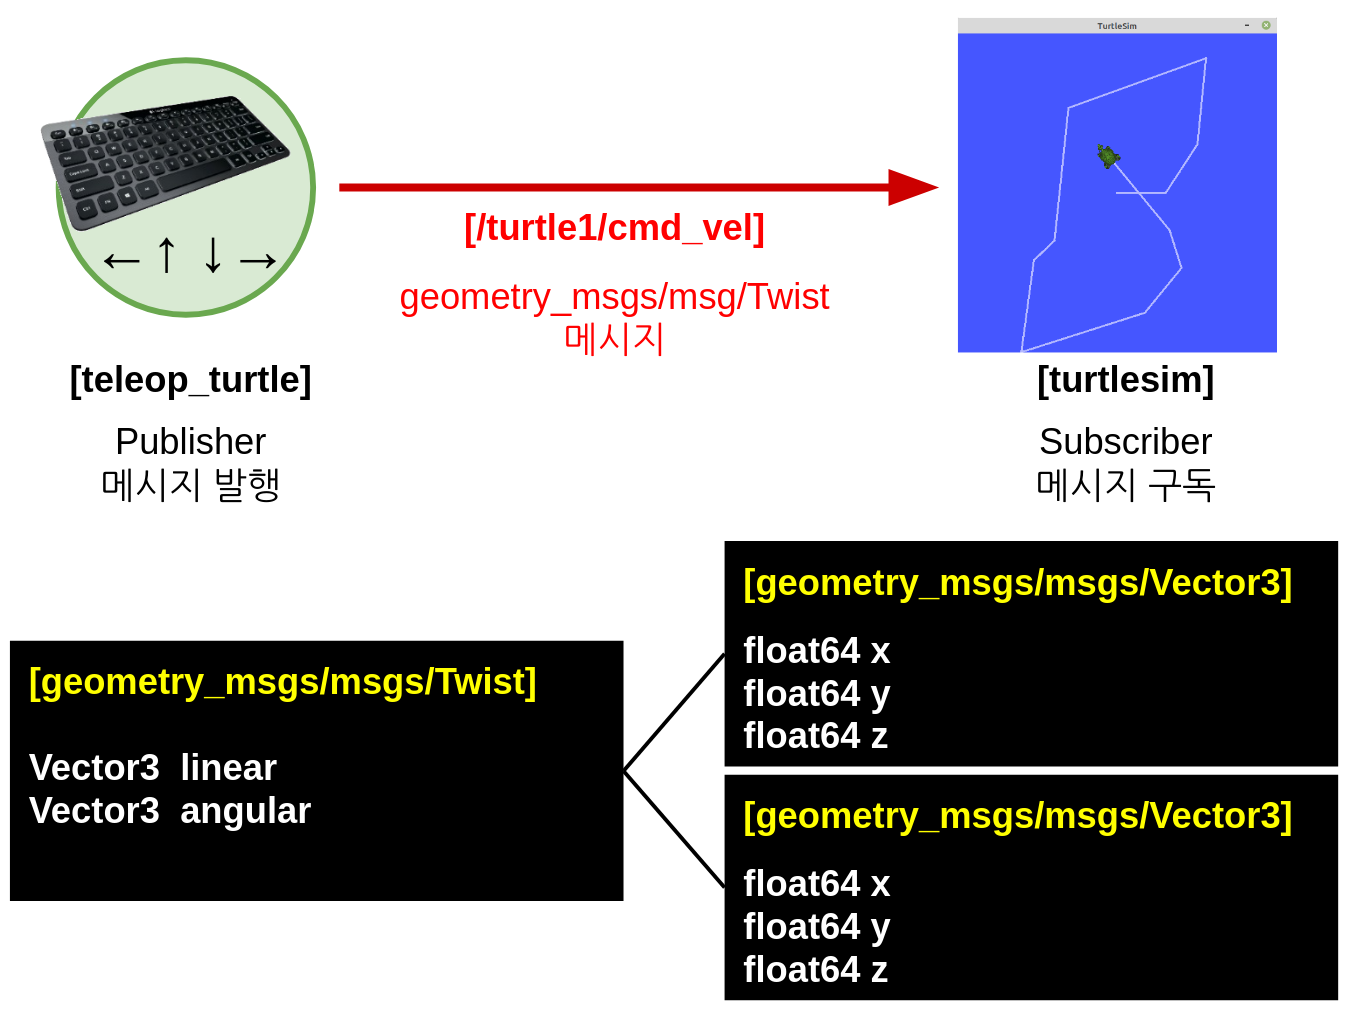 TurtleSim
←↑ ↓→
[/turtle1/cmd_vel]
geometry_msgs/msg/Twist
메시지
[teleop_turtle]
Publisher
메시지 발행
[turtlesim]
Subscriber
메시지 구독
[geometry_msgs/msgs/Twist]
Vector3 linear
Vector3 angular
[geometry_msgs/msgs/Vector3]
float64 x
float64 y
float64 z
[geometry_msgs/msgs/Vector3]
float64 x
float64 y
float64 z